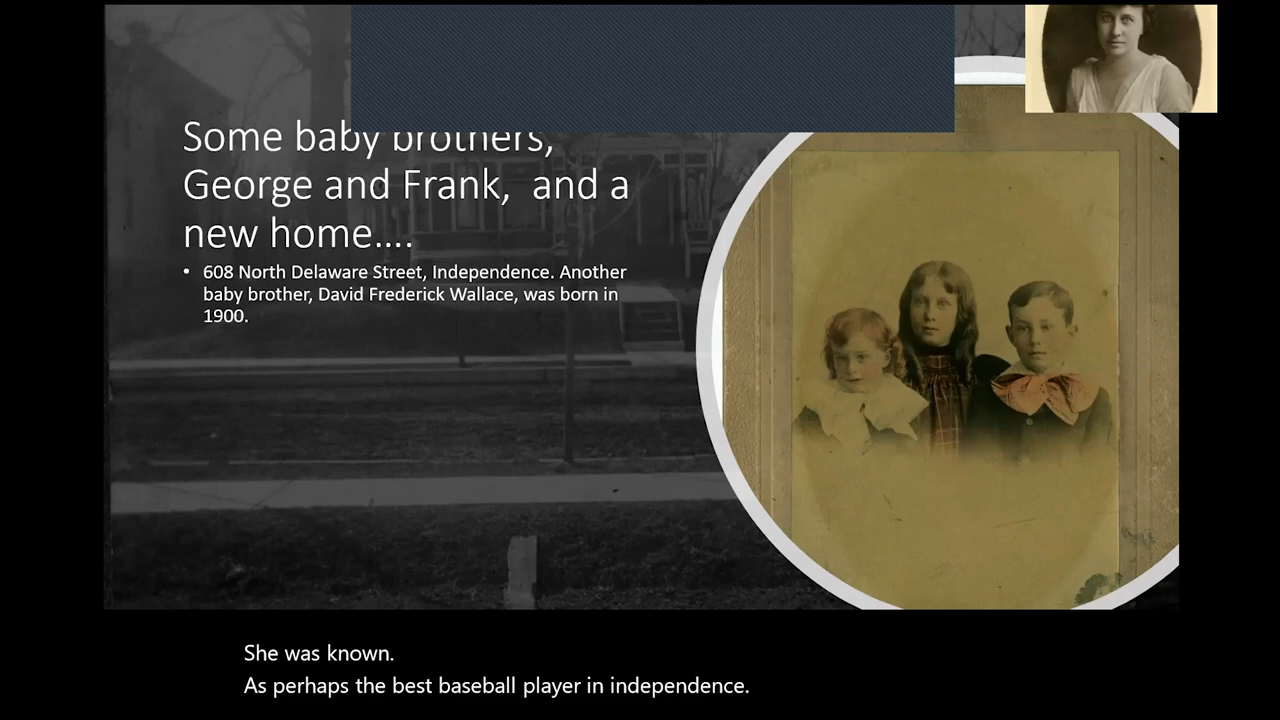 Some baby brothers,
George and Frank,  and a
new home....
• 608 North Delaware Street, Independence. Another
baby brother, David Frederick Wallace, was born in
1900.
She was known.
As perhaps the best baseball player in independence.